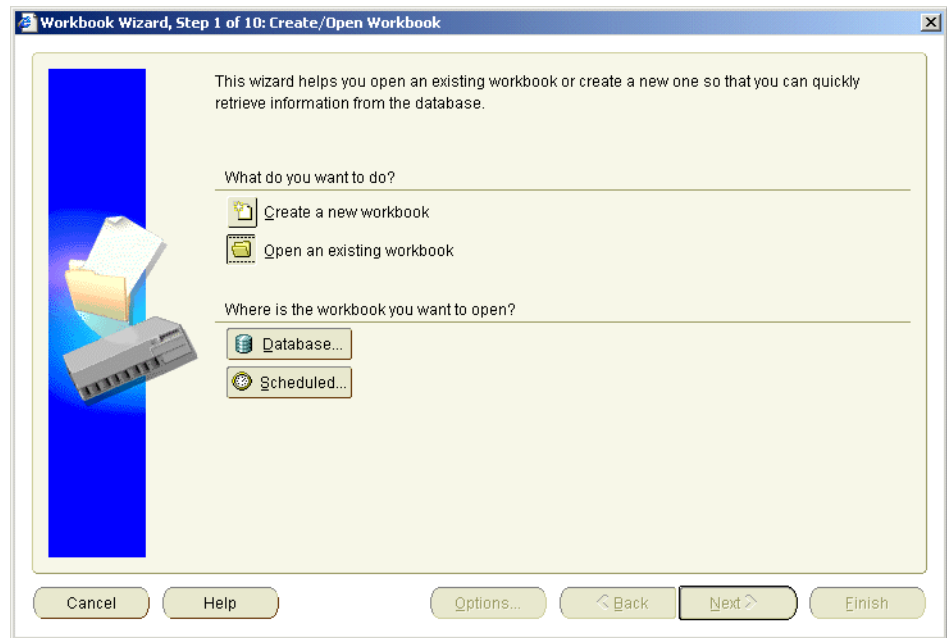 Workbook Wizard, Step 1 of 10: Create/Open Workbook
This wizard helps you open an existing workbook or create a new one so that you can quickly
retrieve information from the database.
What do you want to do?
Create a new workbook
Open an existing workbook
Where is the workbook you want to open?
Database...
Scheduled...
Cancel
Help
Options...
Back
Next
Finish